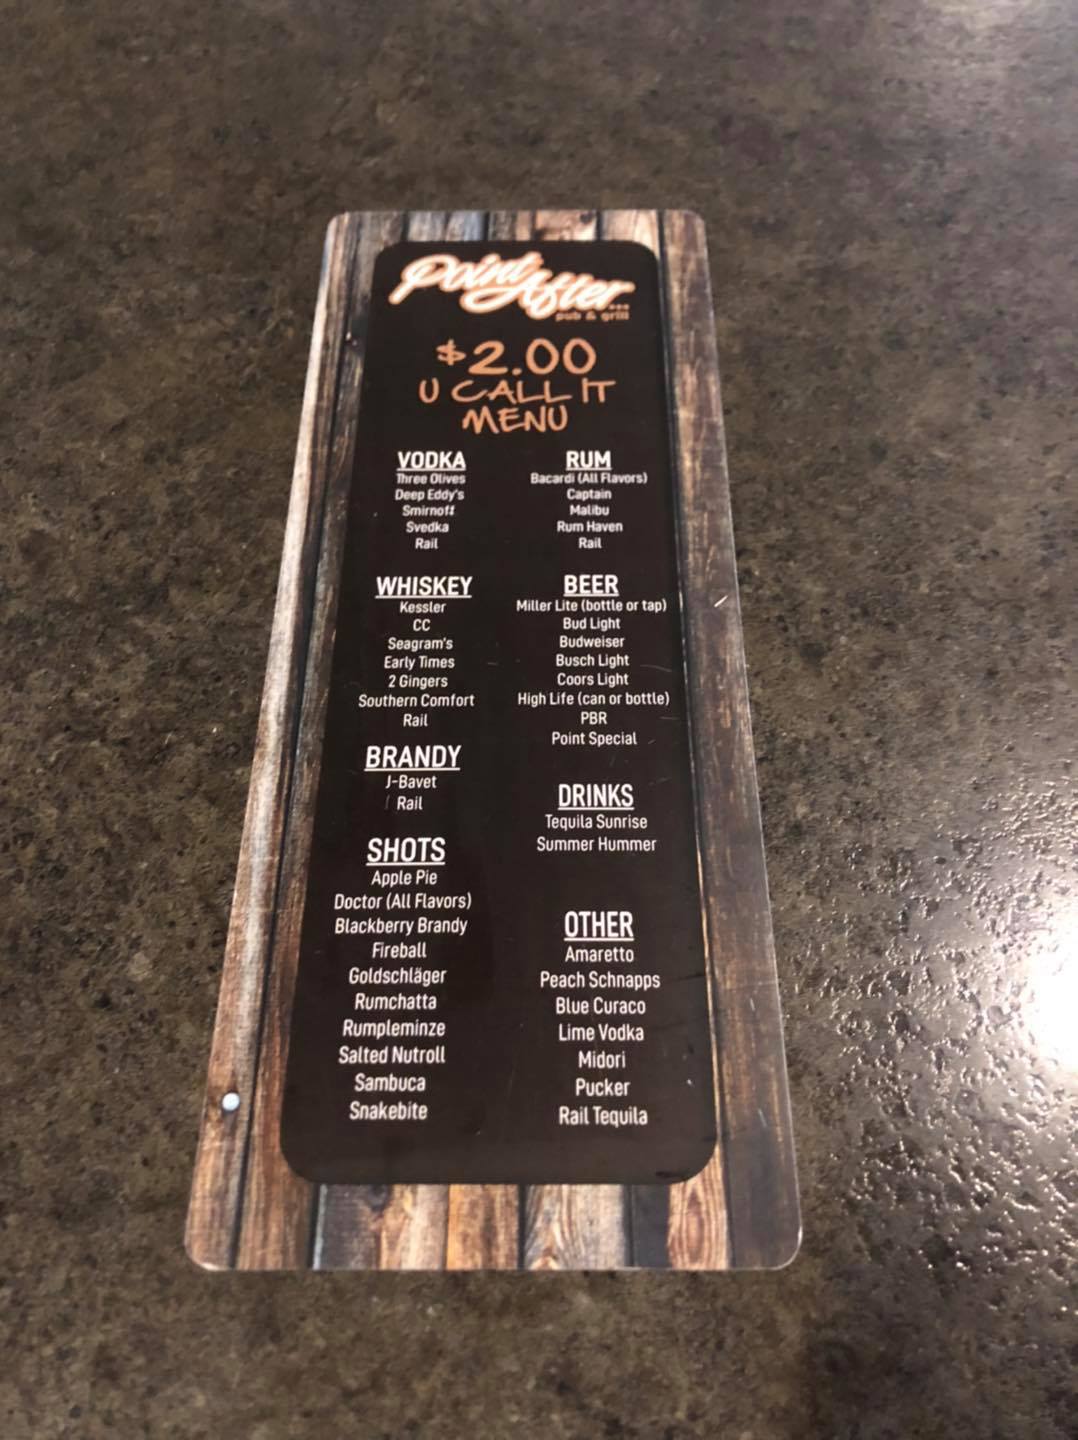 Point After...
pub & grill
$2.00
U CALL IT
MENU
VODKA
Three Olives
Deep Eddy's
Smirnoff
Svedka
Rail
WHISKEY
Kessler
CC
Seagram's
Early Times
2 Gingers
Southern Comfort
Rail
BRANDY
J-Bavet
Rail
SHOTS
Apple Pie
Doctor (All Flavors)
Blackberry Brandy
Fireball
Goldschläger
Rumchatta
Rumpleminze
Salted Nutroll
Sambuca
Snakebite
RUM
Bacardi (All Flavors)
Captain
Malibu
Rum Haven
Rail
BEER
Miller Lite (bottle or tap)
Bud Light
Budweiser
Busch Light
Coors Light
High Life (can or bottle)
PBR
Point Special
DRINKS
Tequila Sunrise
Summer Hummer
OTHER
Amaretto
Peach Schnapps
Blue Curaco
Lime Vodka
Midori
Pucker
Rail Tequila